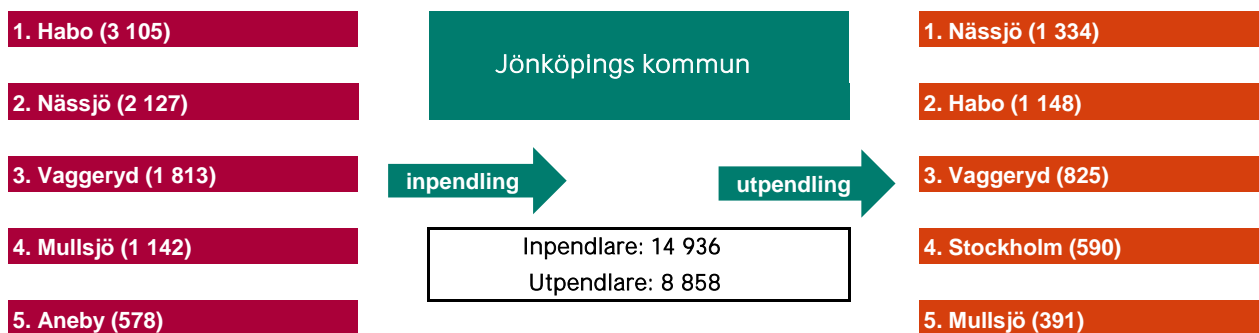 1. Habo (3 105)
2. Nässjö (2 127)
3. Vaggeryd (1 813)
4. Mullsjö (1 142)
5. Aneby (578)
Jönköpings kommun
inpendling
utpendling
Inpendlare: 14 936
Utpendlare: 8 858
1. Nässjö (1 334)
2. Habo (1 148)
3. Vaggeryd (825)
4. Stockholm (590)
5. Mullsjö (391)